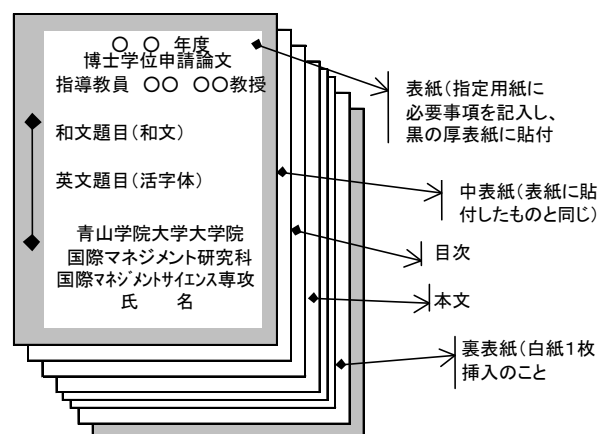 ○ ○ 年度
博士学位申請論文
指導教員 ○○ ○○教授
和文題目(和文)
英文題目(活字体)
青山学院大学大学院
国際マネジメント研究科
国際マネジメントサイエンス専攻
氏 名
表紙(指定用紙に
必要事項を記入し、
黒の厚表紙に貼付
中表紙(表紙に貼
付したものと同じ)
目次
本文
裏表紙(白紙1枚
挿入のこと